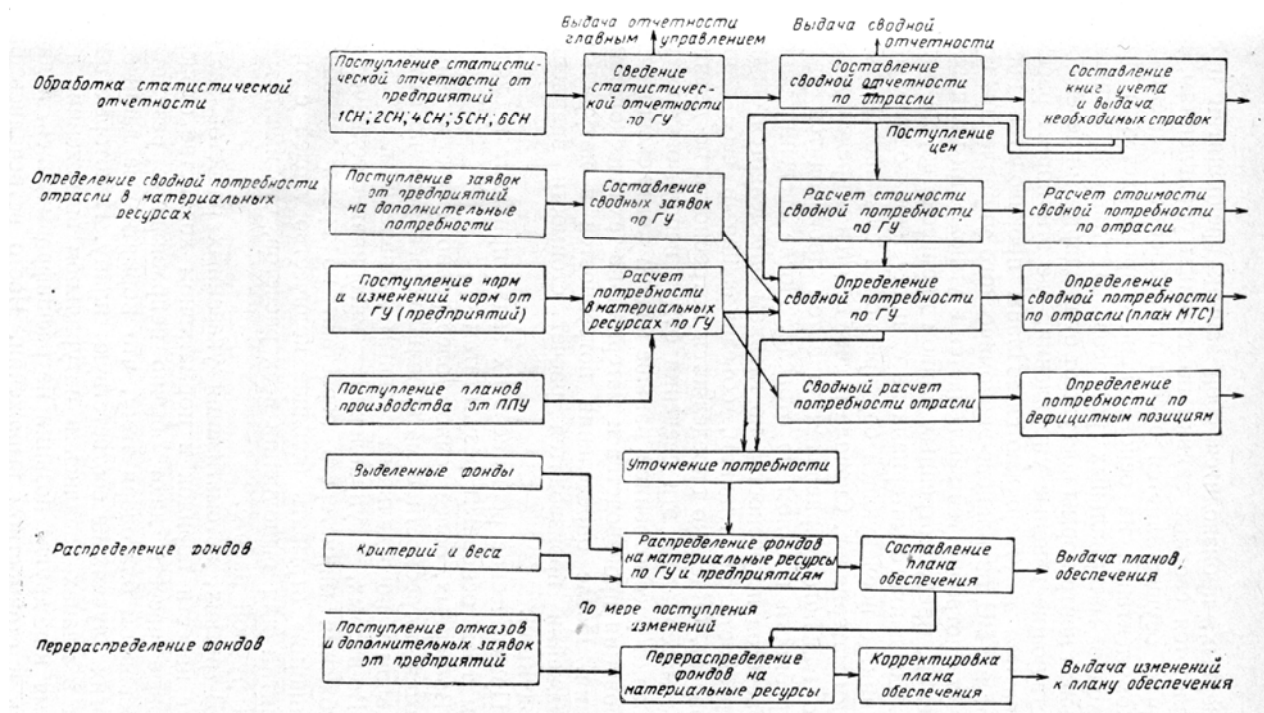 Выдача отчетности
главным управлением
Выдача сводной
отчетности
Обработка статистической
отчетности
Поступление статисти-
ческой отчетности от
предприятий
1СН; 2СН; 4СН; 5СН; 6СН
Сведение
статистичес-
кой отчетности
по ГУ
Составление
сводной отчетности
по отрасли
Составление
книг учета
и выдача
необходимых справок
Поступление
цен
Определение сводной потребности
отрасли в материальных
ресурсах
Поступление заявок
от предприятий
на дополнительные
потребности
Составление
сводных заявок
по ГУ
Расчет стоимости
сводной потребности
по ГУ
Расчет стоимости
сводной потребности
по отрасли
Поступление норм
и изменений норм от
ГУ (предприятий)
Расчет
потребности
в материальных
ресурсах по ГУ
Определение
сводной потребности
по ГУ
Определение
сводной потребности
по отрасли (план МТС)
Поступление планов
производства от ППУ
Сводный расчет
потребности отрасли
Определение
потребности по
дефицитным позициям
Выделенные фонды
Уточнение потребности
Распределение фондов
Критерий и веса
Распределение фондов
на материальные ресурсы
по ГУ и предприятиям
Составление
плана
обеспечения
Выдача планов,
обеспечения
По мере поступления
изменений
Перераспределение фондов
Поступление отказов
и дополнительных заявок
от предприятий
Перераспределение
фондов на
материальные ресурсы
Корректировка
плана
обеспечения
Выдача изменений
к плану обеспечения